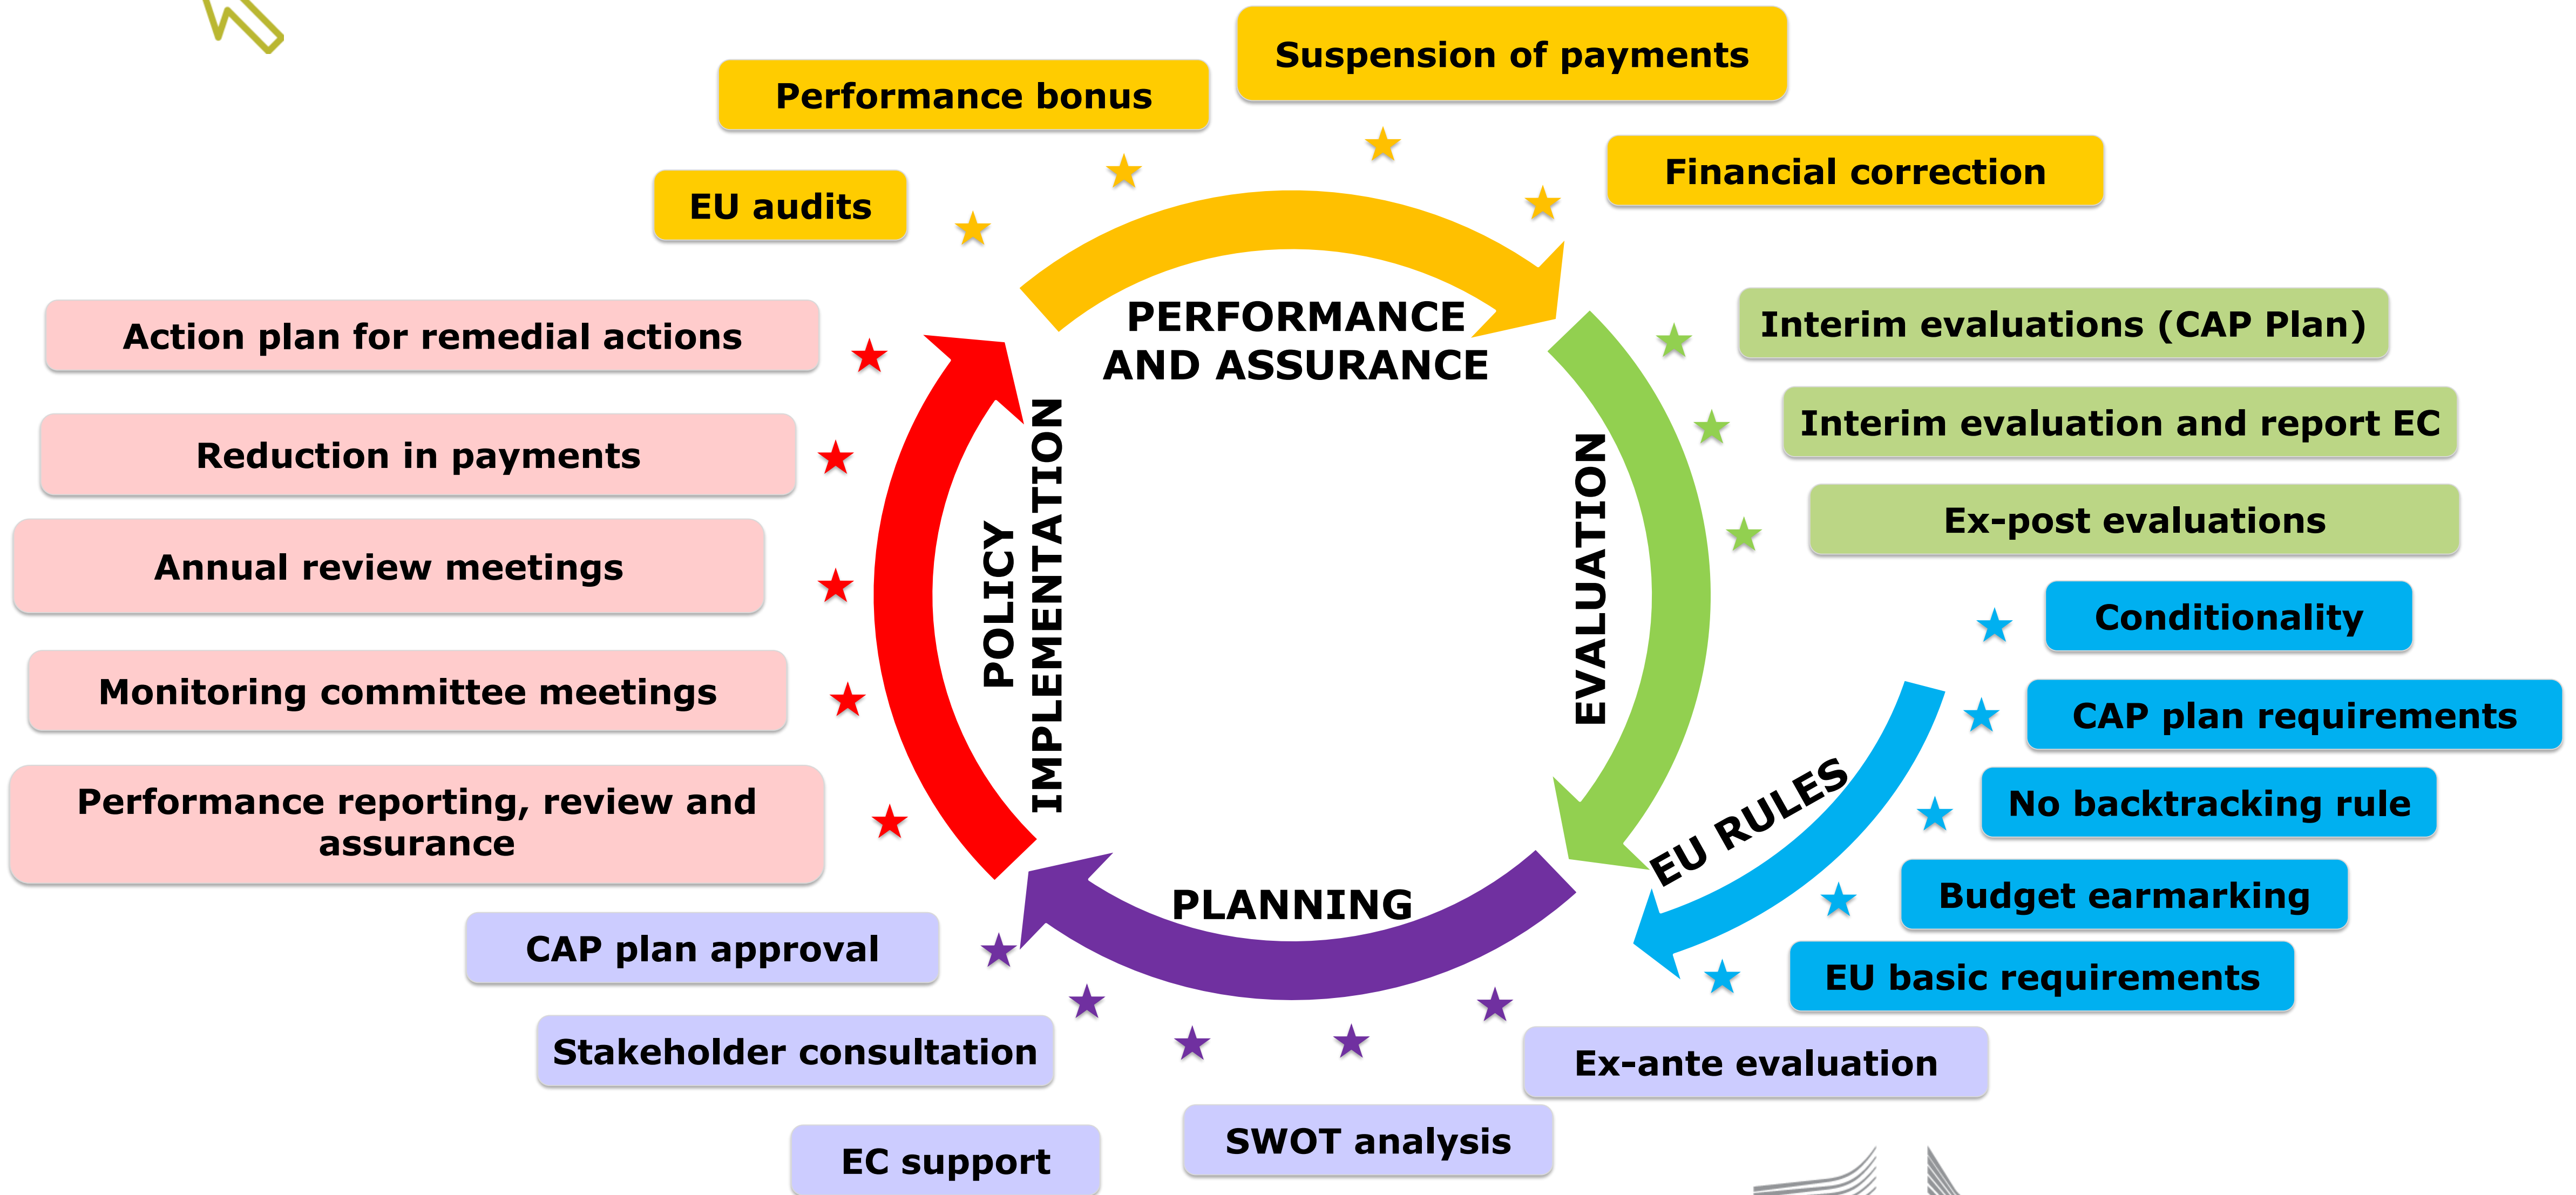 Suspension of payments
Performance bonus
Financial correction
EU audits
PERFORMANCE
AND ASSURANCE
Interim evaluations (CAP Plan)
Interim evaluation and report EC
Ex-post evaluations
EVALUATION
Conditionality
CAP plan requirements
No backtracking rule
Budget earmarking
EU basic requirements
EU RULES
Ex-ante evaluation
SWOT analysis
EC support
Stakeholder consultation
CAP plan approval
PLANNING
Action plan for remedial actions
Reduction in payments
Annual review meetings
Monitoring committee meetings
Performance reporting, review and
assurance
POLICY
IMPLEMENTATION